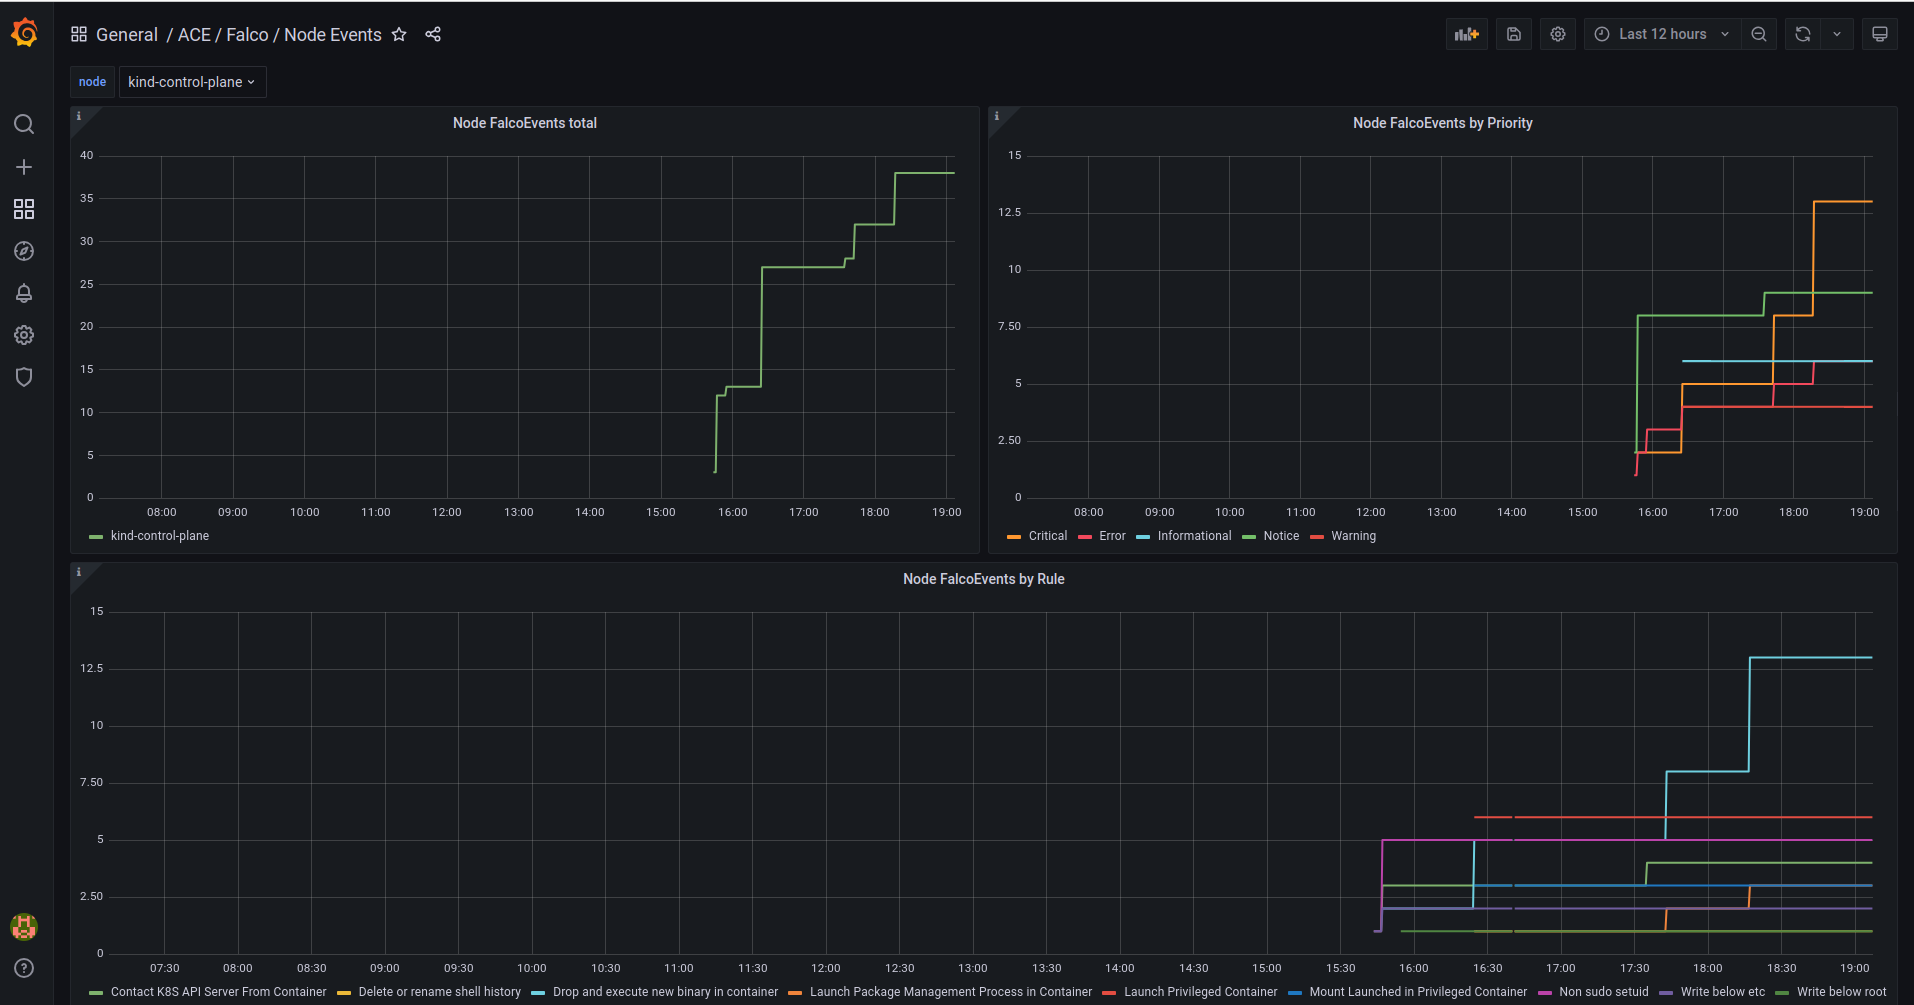 General / ACE / Falco / Node Events
Last 12 hours
node kind-control-plane
Node FalcoEvents total
40
35
30
25
20
15
10
5
0
08:00 09:00 10:00 11:00 12:00 13:00 14:00 15:00 16:00 17:00 18:00 19:00
kind-control-plane
Node FalcoEvents by Priority
15
12.5
10
7.50
5
2.50
0
08:00 09:00 10:00 11:00 12:00 13:00 14:00 15:00 16:00 17:00 18:00 19:00
Critical Error Informational Notice Warning
Node FalcoEvents by Rule
15
12.5
10
7.50
5
2.50
0
07:30 08:00 08:30 09:00 09:30 10:00 10:30 11:00 11:30 12:00 12:30 13:00 13:30 14:00 14:30 15:00 15:30 16:00 16:30 17:00 17:30 18:00 18:30 19:00
Contact K8S API Server From Container Delete or rename shell history Drop and execute new binary in container Launch Package Management Process in Container Launch Privileged Container Mount Launched in Privileged Container Non sudo setuid Write below etc Write below root